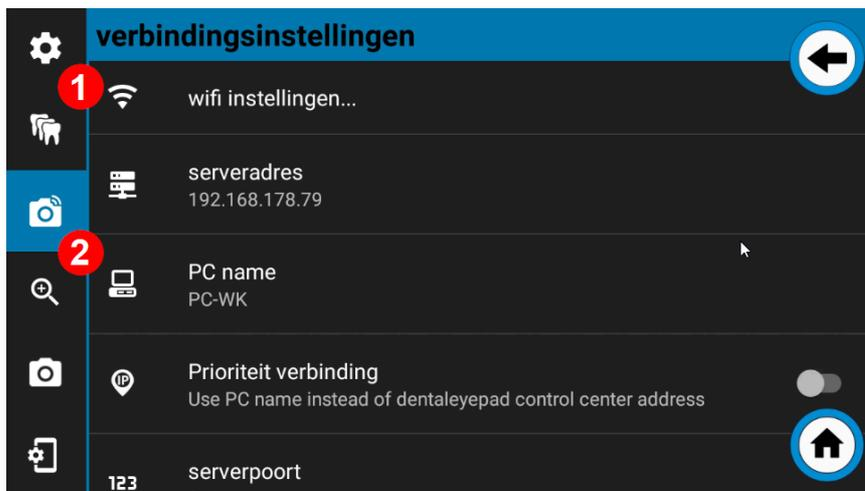 verbindingsinstellingen
1
wifi instellingen...
serveradres
192.168.178.79
2
PC name
PC-WK
IP
Prioriteit verbinding
Use PC name instead of dentaleyepad control center address
123
serverpoort